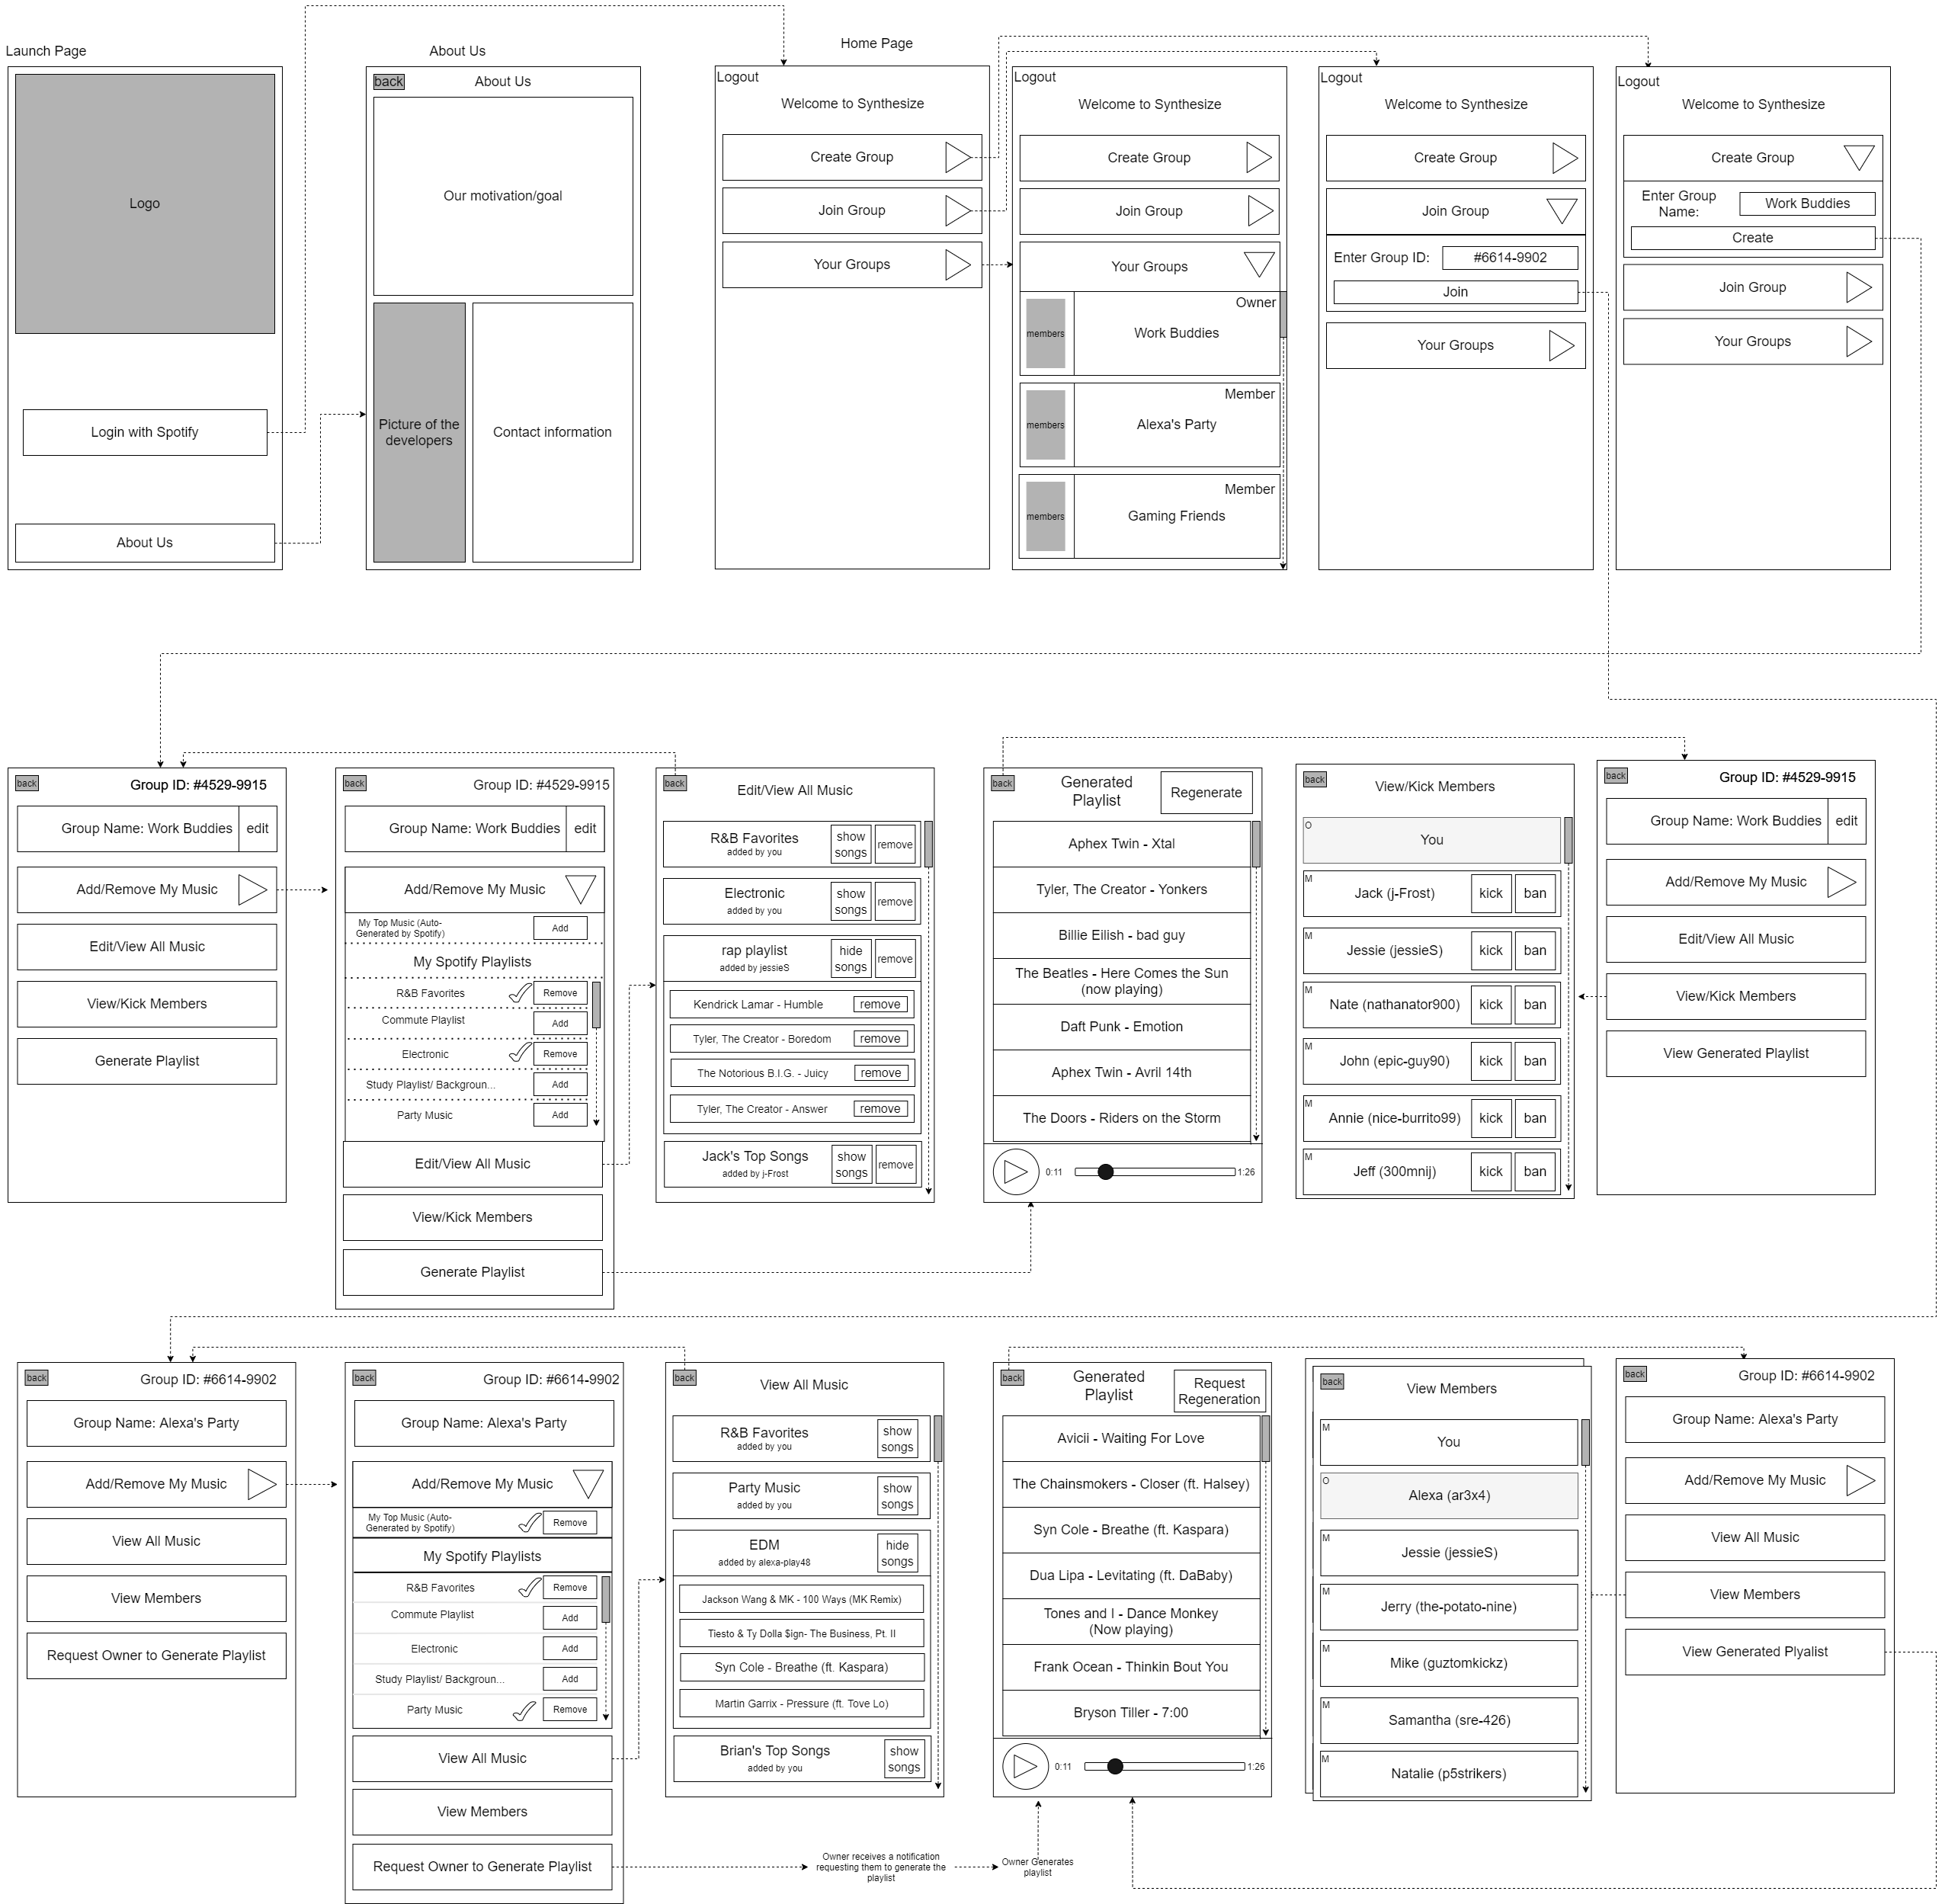 Launch Page
Logo
Login with Spotify
About Us
About Us
back
About Us
Our motivation/goal
Picture of the
developers
Contact information
Home Page
Logout
Welcome to Synthesize
Create Group
Join Group
Your Groups
Logout
Welcome to Synthesize
Create Group
Join Group
Your Groups
Owner
members
Work Buddies
Member
members
Alexa's Party
Member
members
Gaming Friends
Logout
Welcome to Synthesize
Create Group
Join Group
Enter Group ID:
#6614-9902
Join
Your Groups
Logout
Welcome to Synthesize
Create Group
Enter Group
Name:
Work Buddies
Create
Join Group
Your Groups
back
Group ID: #4529-9915
Group Name: Work Buddies
edit
Add/Remove My Music
Edit/View All Music
View/Kick Members
Generate Playlist
back
Group ID: #4529-9915
Group Name: Work Buddies
edit
Add/Remove My Music
My Top Music (Auto-
Generated by Spotify)
Add
My Spotify Playlists
R&B Favorites
Remove
Commute Playlist
Add
Electronic
Remove
Study Playlist/ Backgroun...
Add
Party Music
Add
Edit/View All Music
View/Kick Members
Generate Playlist
back
Edit/View All Music
R&B Favorites
added by you
show
songs
remove
Electronic
added by you
show
songs
remove
rap playlist
added by jessieS
hide
songs
remove
Kendrick Lamar - Humble
remove
Tyler, The Creator - Boredom
remove
The Notorious B.I.G. - Juicy
remove
Tyler, The Creator - Answer
remove
Jack's Top Songs
added by j-Frost
show
songs
remove
back
Generated
Playlist
Regenerate
Aphex Twin - Xtal
Tyler, The Creator - Yonkers
Billie Eilish - bad guy
The Beatles - Here Comes the Sun
(now playing)
Daft Punk - Emotion
Aphex Twin - Avril 14th
The Doors - Riders on the Storm
0:11
1:26
back
View/Kick Members
O
You
M
Jack (j-Frost)
kick
ban
M
Jessie (jessieS)
kick
ban
M
Nate (nathanator900)
kick
ban
M
John (epic-guy90)
kick
ban
M
Annie (nice-burrito99)
kick
ban
M
Jeff (300mnij)
kick
ban
back
Group ID: #4529-9915
Group Name: Work Buddies
edit
Add/Remove My Music
Edit/View All Music
View/Kick Members
View Generated Playlist
back
Group ID: #6614-9902
Group Name: Alexa's Party
Add/Remove My Music
View All Music
View Members
Request Owner to Generate Playlist
back
Group ID: #6614-9902
Group Name: Alexa's Party
Add/Remove My Music
My Top Music (Auto-
Generated by Spotify)
Remove
My Spotify Playlists
R&B Favorites
Remove
Commute Playlist
Add
Electronic
Add
Study Playlist/ Backgroun...
Add
Party Music
Remove
View All Music
View Members
Request Owner to Generate Playlist
back
View All Music
R&B Favorites
added by you
show
songs
Party Music
added by you
show
songs
EDM
added by alexa-play48
hide
songs
Jackson Wang & MK - 100 Ways (MK Remix)
Tiesto & Ty Dolla $ign- The Business, Pt. II
Syn Cole - Breathe (ft. Kaspara)
Martin Garrix - Pressure (ft. Tove Lo)
Brian's Top Songs
added by you
show
songs
Owner receives a notification
requesting them to generate the
playlist
Owner Generates
playlist
back
Generated
Playlist
Request
Regeneration
Avicii - Waiting For Love
The Chainsmokers - Closer (ft. Halsey)
Syn Cole - Breathe (ft. Kaspara)
Dua Lipa - Levitating (ft. DaBaby)
Tones and I - Dance Monkey
(Now playing)
Frank Ocean - Thinkin Bout You
Bryson Tiller - 7:00
0:11
1:26
back
View Members
M
You
O
Alexa (ar3x4)
M
Jessie (jessieS)
M
Jerry (the-potato-nine)
M
Mike (guztomkickz)
M
Samantha (sre-426)
M
Natalie (p5strikers)
back
Group ID: #6614-9902
Group Name: Alexa's Party
Add/Remove My Music
View All Music
View Members
View Generated Plyalist